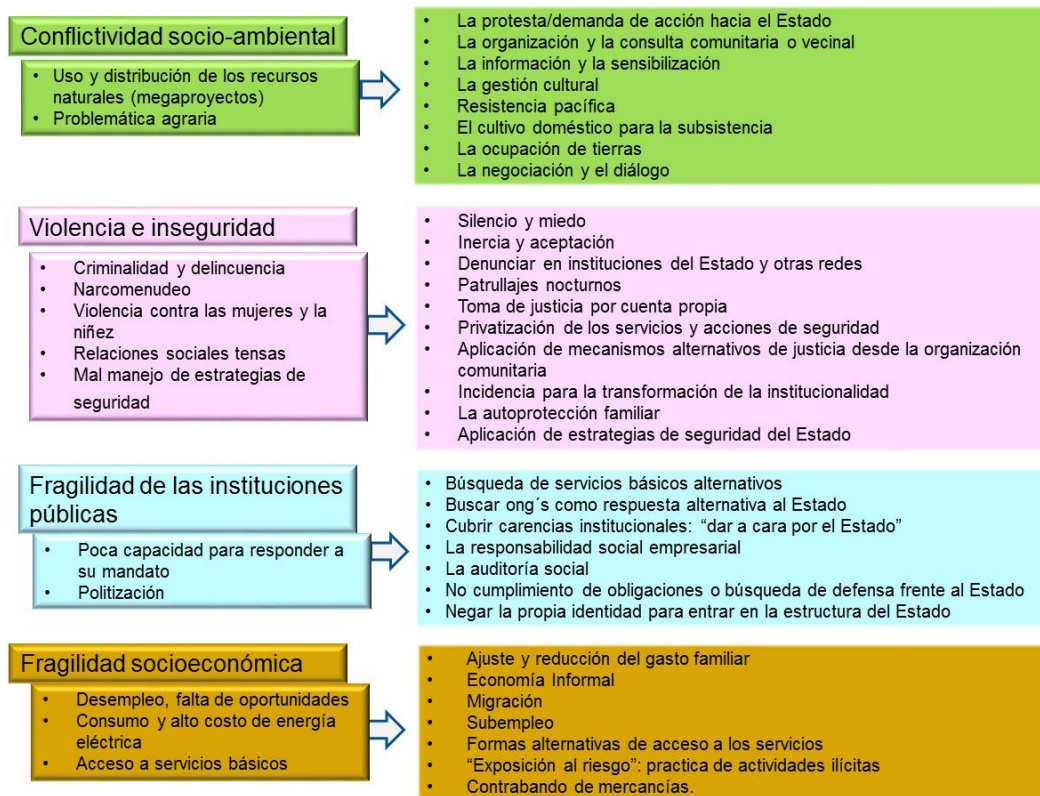 Conflictividad socio-ambiental
• Uso y distribución de los recursos
naturales (megaproyectos)
• Problemática agraria
• La protesta/demanda de acción hacia el Estado
• La organización y la consulta comunitaria o vecinal
• La información y la sensibilización
• La gestión cultural
• Resistencia pacífica
• El cultivo doméstico para la subsistencia
• La ocupación de tierras
• La negociación y el diálogo
Violencia e inseguridad
• Criminalidad y delincuencia
• Narcomenudeo
• Violencia contra las mujeres y la
niñez
• Relaciones sociales tensas
• Mal manejo de estrategias de
seguridad
• Silencio y miedo
• Inercia y aceptación
• Denunciar en instituciones del Estado y otras redes
• Patrullajes nocturnos
• Toma de justicia por cuenta propia
• Privatización de los servicios y acciones de seguridad
• Aplicación de mecanismos alternativos de justicia desde la organización
comunitaria
• Incidencia para la transformación de la institucionalidad
• La autoprotección familiar
• Aplicación de estrategias de seguridad del Estado
Fragilidad de las instituciones
públicas
• Poca capacidad para responder a
su mandato
• Politización
• Búsqueda de servicios básicos alternativos
• Buscar ong´s como respuesta alternativa al Estado
• Cubrir carencias institucionales: “dar a cara por el Estado”
• La responsabilidad social empresarial
• La auditoría social
• No cumplimiento de obligaciones o búsqueda de defensa frente al Estado
• Negar la propia identidad para entrar en la estructura del Estado
Fragilidad socioeconómica
• Desempleo, falta de oportunidades
• Consumo y alto costo de energía
eléctrica
• Acceso a servicios básicos
• Ajuste y reducción del gasto familiar
• Economía Informal
• Migración
• Subempleo
• Formas alternativas de acceso a los servicios
• “Exposición al riesgo”: practica de actividades ilícitas
• Contrabando de mercancías.